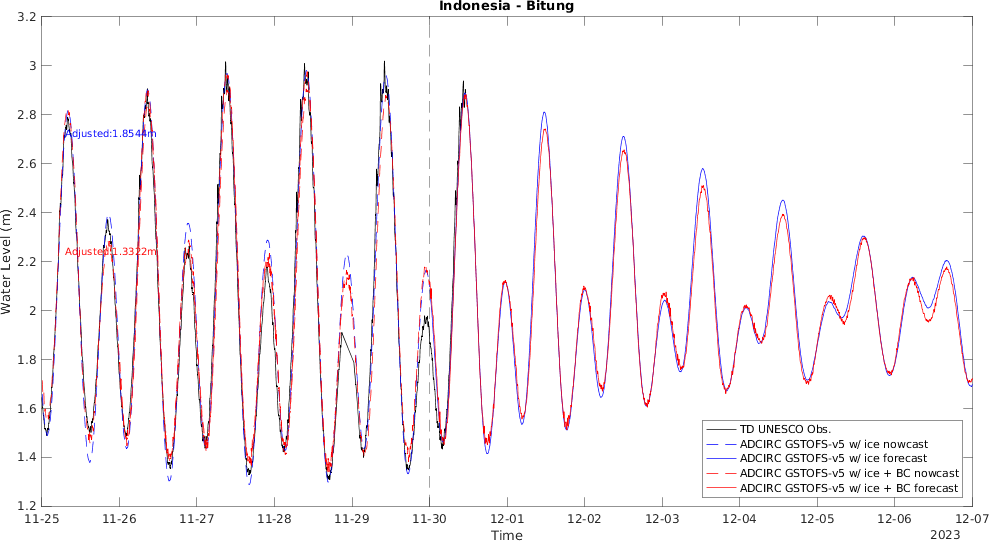 Indonesia - Bitung
3.2
3
2.8
2.6
2.4
2.2
2
1.8
1.6
1.4
1.2
Water Level (m)
Adjusted:1.8544m
Adjusted:1.3322m
TD UNESCO Obs.
ADCIRC GSTOFS-v5 w/ ice nowcast
ADCIRC GSTOFS-v5 w/ ice forecast
ADCIRC GSTOFS-v5 w/ ice + BC nowcast
ADCIRC GSTOFS-v5 w/ ice + BC forecast
11-25 11-26 11-27 11-28 11-29 11-30 12-01 12-02 12-03 12-04 12-05 12-06 12-07
Time
2023